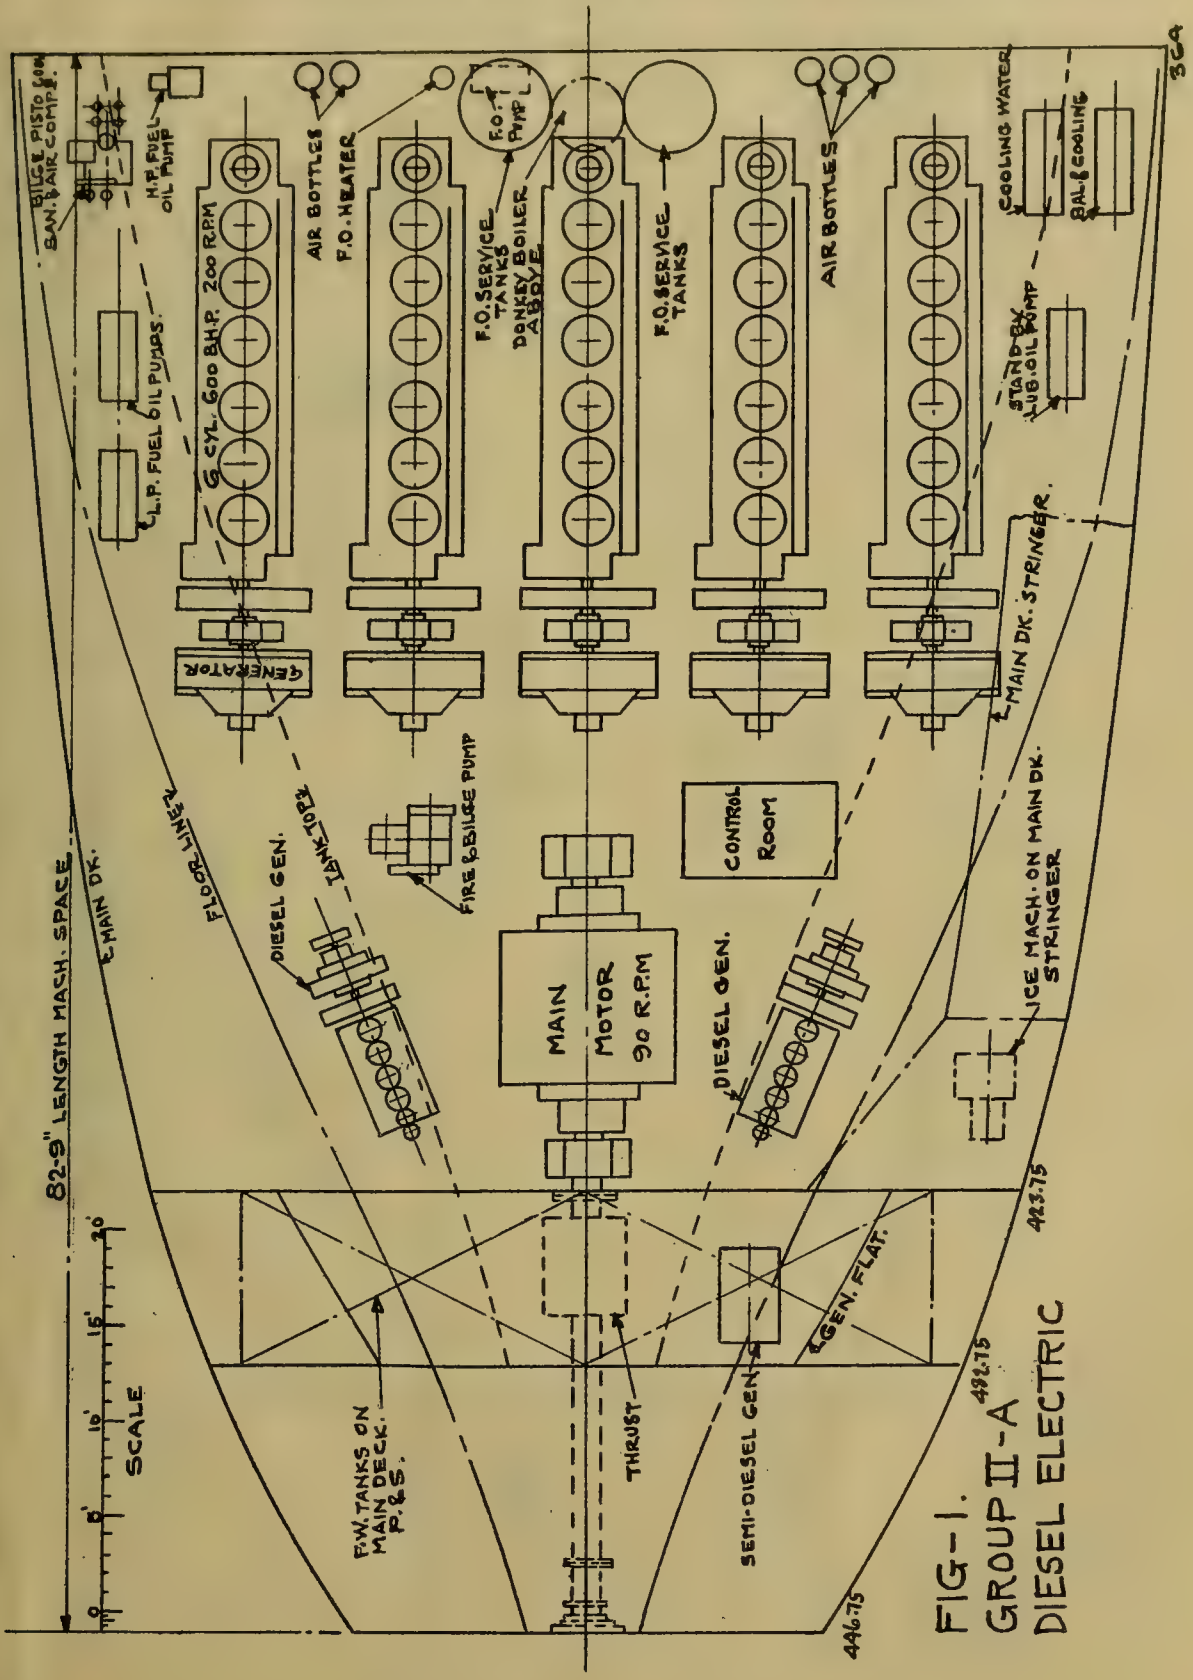 BILGE PISTO COOL
SAN. & AIR COMPR.
H.P. FUEL
OIL PUMP
AIR BOTTLES
F.O. HEATER
F.O.
PUMP
F.O. SERVICE
TANKS
DONKEY BOILER
ABOVE
F.O. SERVICE
TANKS
AIR BOTTLES
COOLING WATER
BAL. & COOLING
364
L.P. FUEL OIL PUMPS.
6 CYL. 600 B.H.P. 200 R.P.M
STAND BY
LUB. OIL PUMP
GENERATOR
MAIN DK. STRINGER.
82-9" LENGTH MACH. SPACE
MAIN DK.
FLOOR LINE
TANK TOP
DIESEL GEN.
FIRE & BILGE PUMP
CONTROL
ROOM
MAIN
MOTOR
90 R.P.M
DIESEL GEN.
ICE MACH. ON MAIN DK.
STRINGER
0 5' 10' 15' 20'
SCALE
F.W. TANKS ON
MAIN DECK.
P. & S.
THRUST
SEMI-DIESEL GEN
GEN. FLAT.
423.75
432.75
446.75
FIG-1.
GROUP II-A
DIESEL ELECTRIC